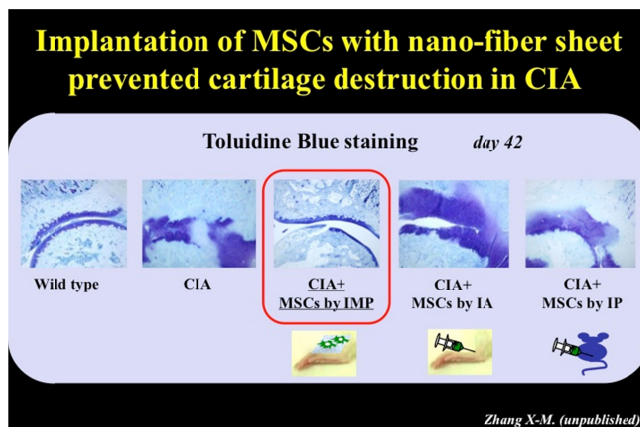 Implantation of MSCs with nano-fiber sheet
prevented cartilage destruction in CIA
Toluidine Blue staining day 42
Wild type
CIA
CIA+
MSCs by IMP
CIA+
MSCs by IA
CIA+
MSCs by IP
Zhang X-M. (unpublished)